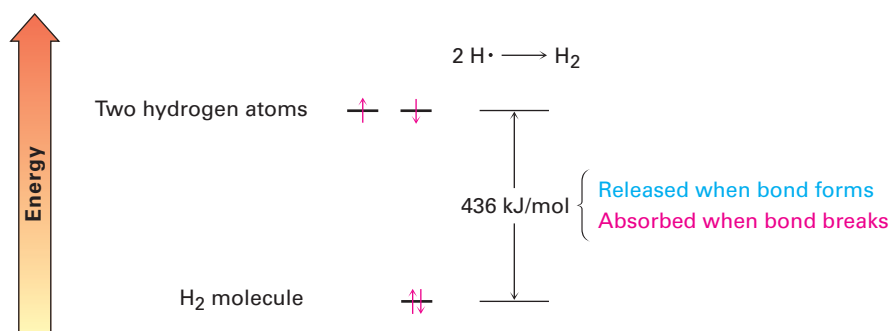 2 H· ⟶ H₂
Two hydrogen atoms
Energy
436 kJ/mol
Released when bond forms
Absorbed when bond breaks
H₂ molecule